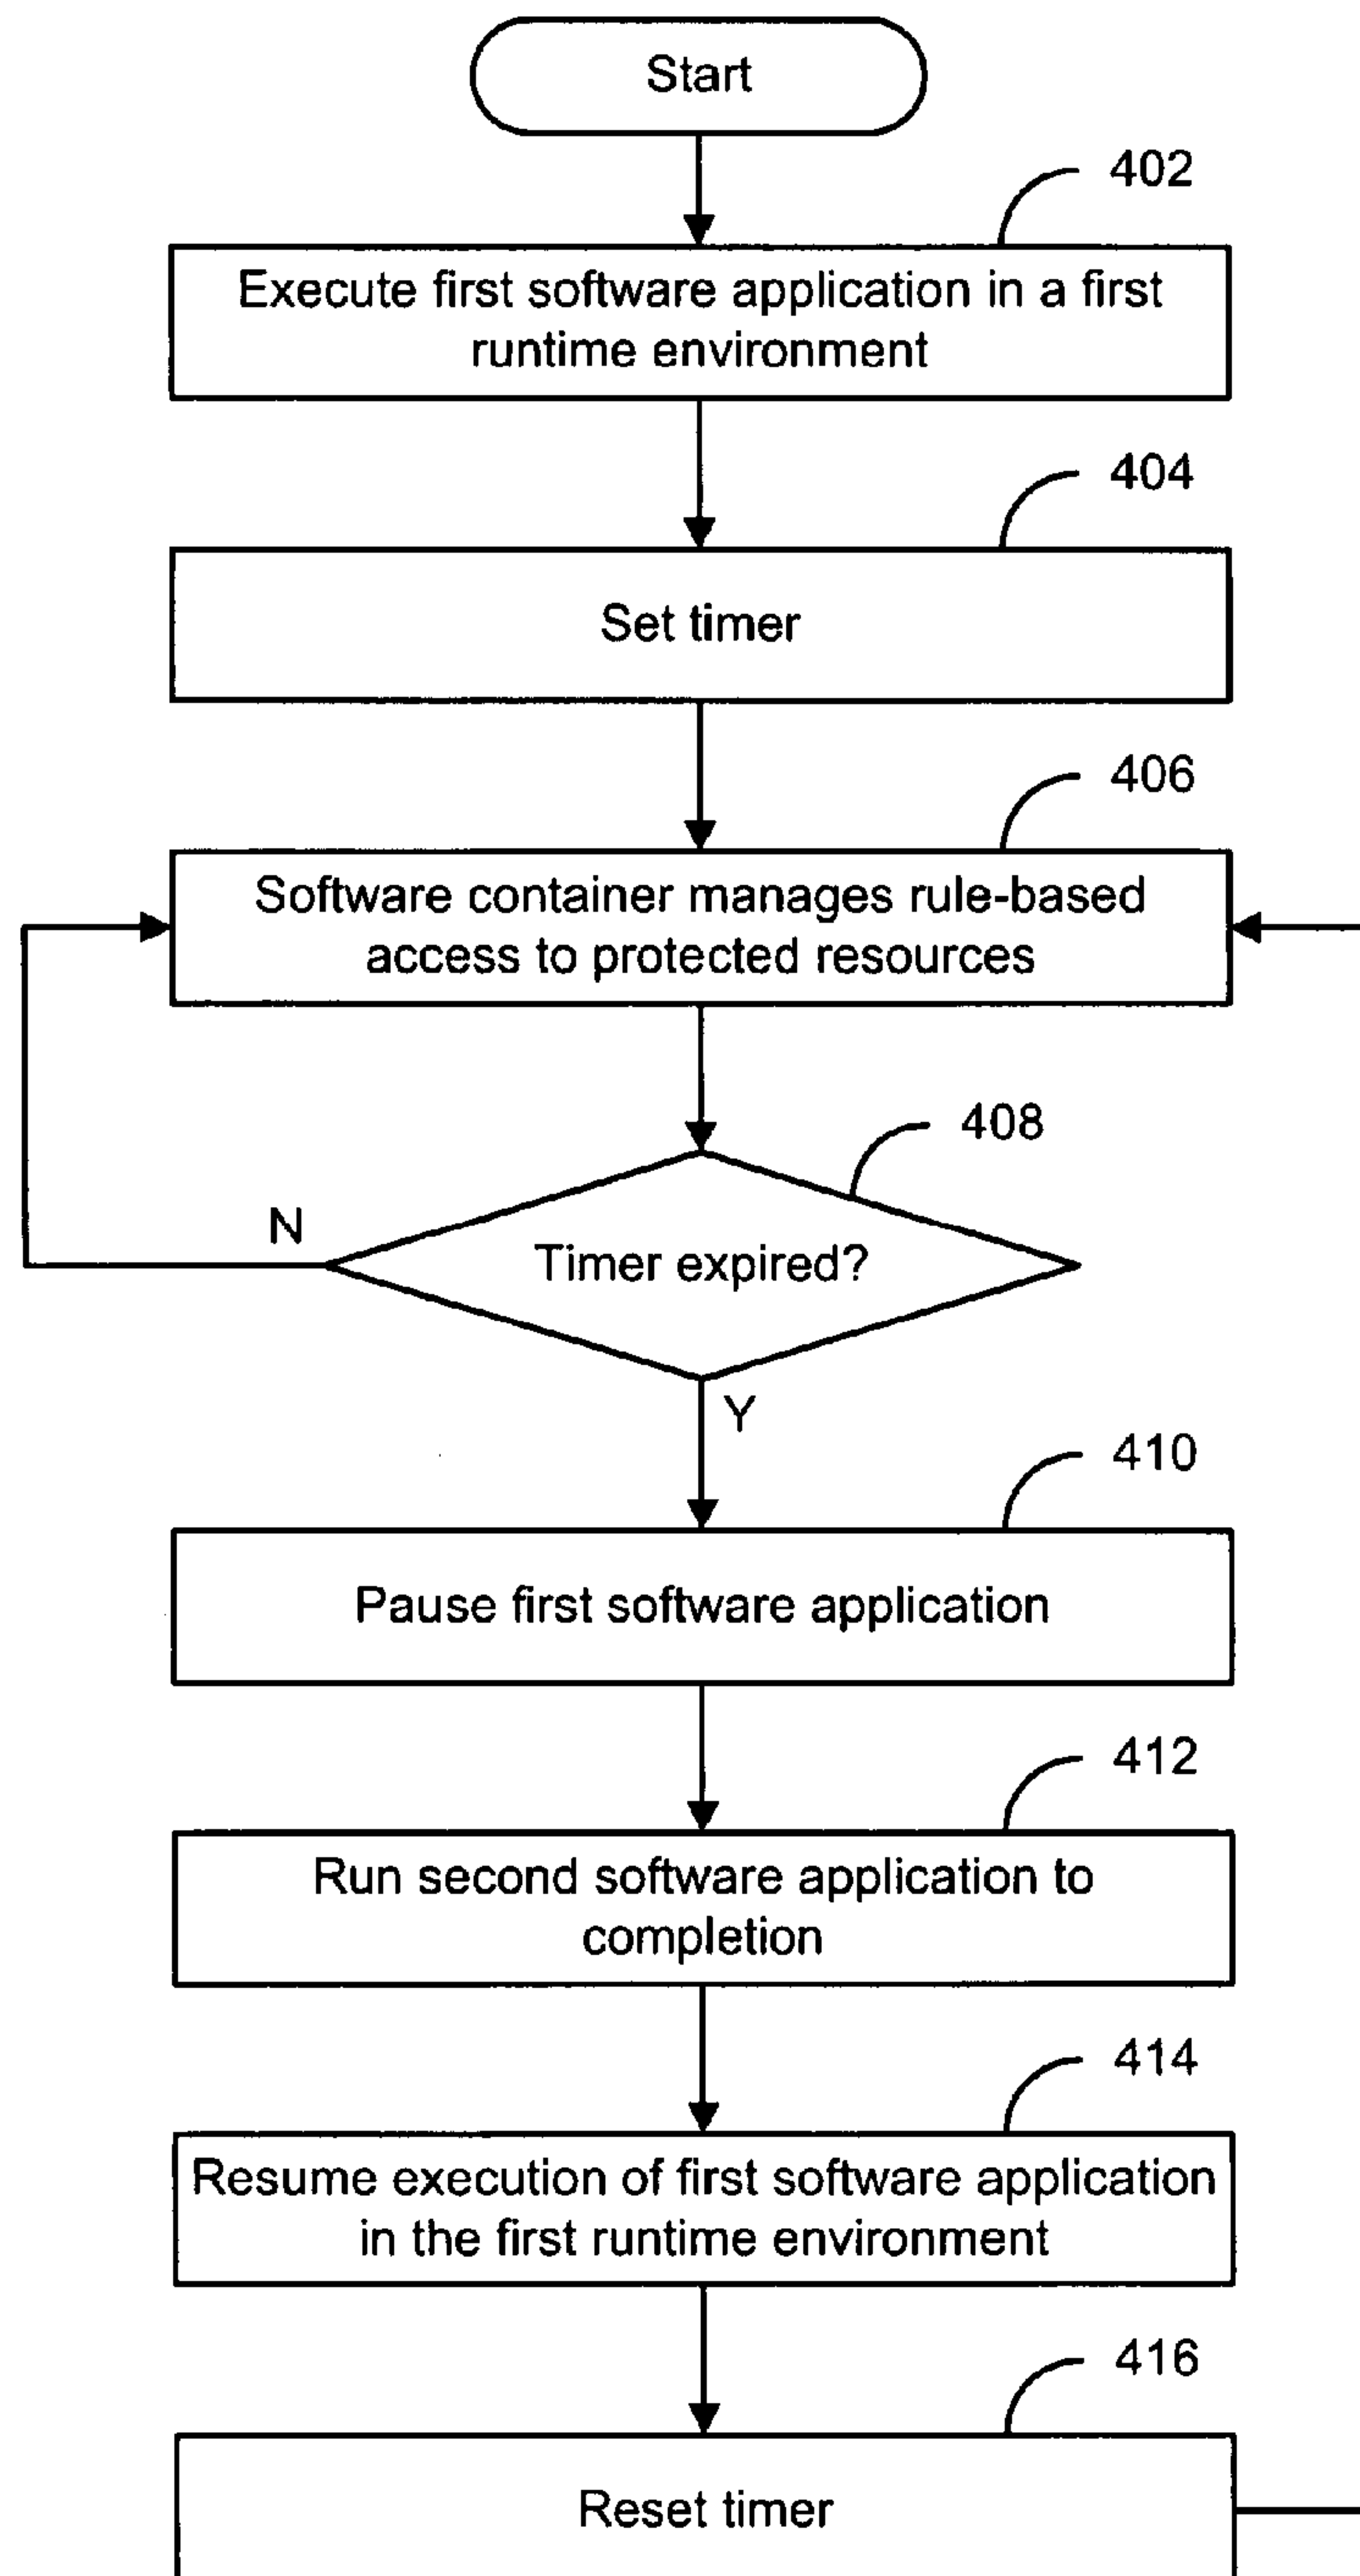 Start
402
Execute first software application in a first
runtime environment
404
Set timer
406
Software container manages rule-based
access to protected resources
408
N
Timer expired?
Y
410
Pause first software application
412
Run second software application to
completion
414
Resume execution of first software application
in the first runtime environment
416
Reset timer